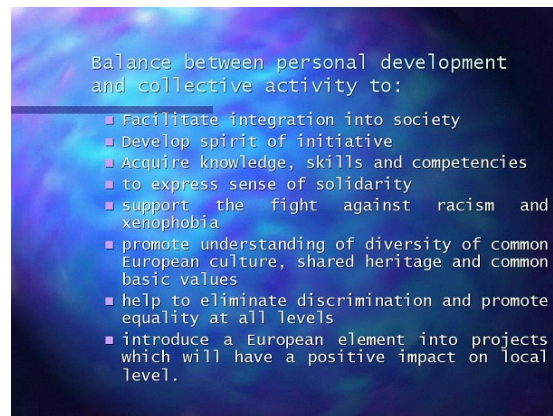 Balance between personal development
and collective activity to:
Facilitate integration into society
Develop spirit of initiative
Acquire knowledge, skills and competencies
to express sense of solidarity
support the fight against racism and
xenophobia
promote understanding of diversity of common
European culture, shared heritage and common
basic values
help to eliminate discrimination and promote
equality at all levels
introduce a European element into projects
which will have a positive impact on local
level.